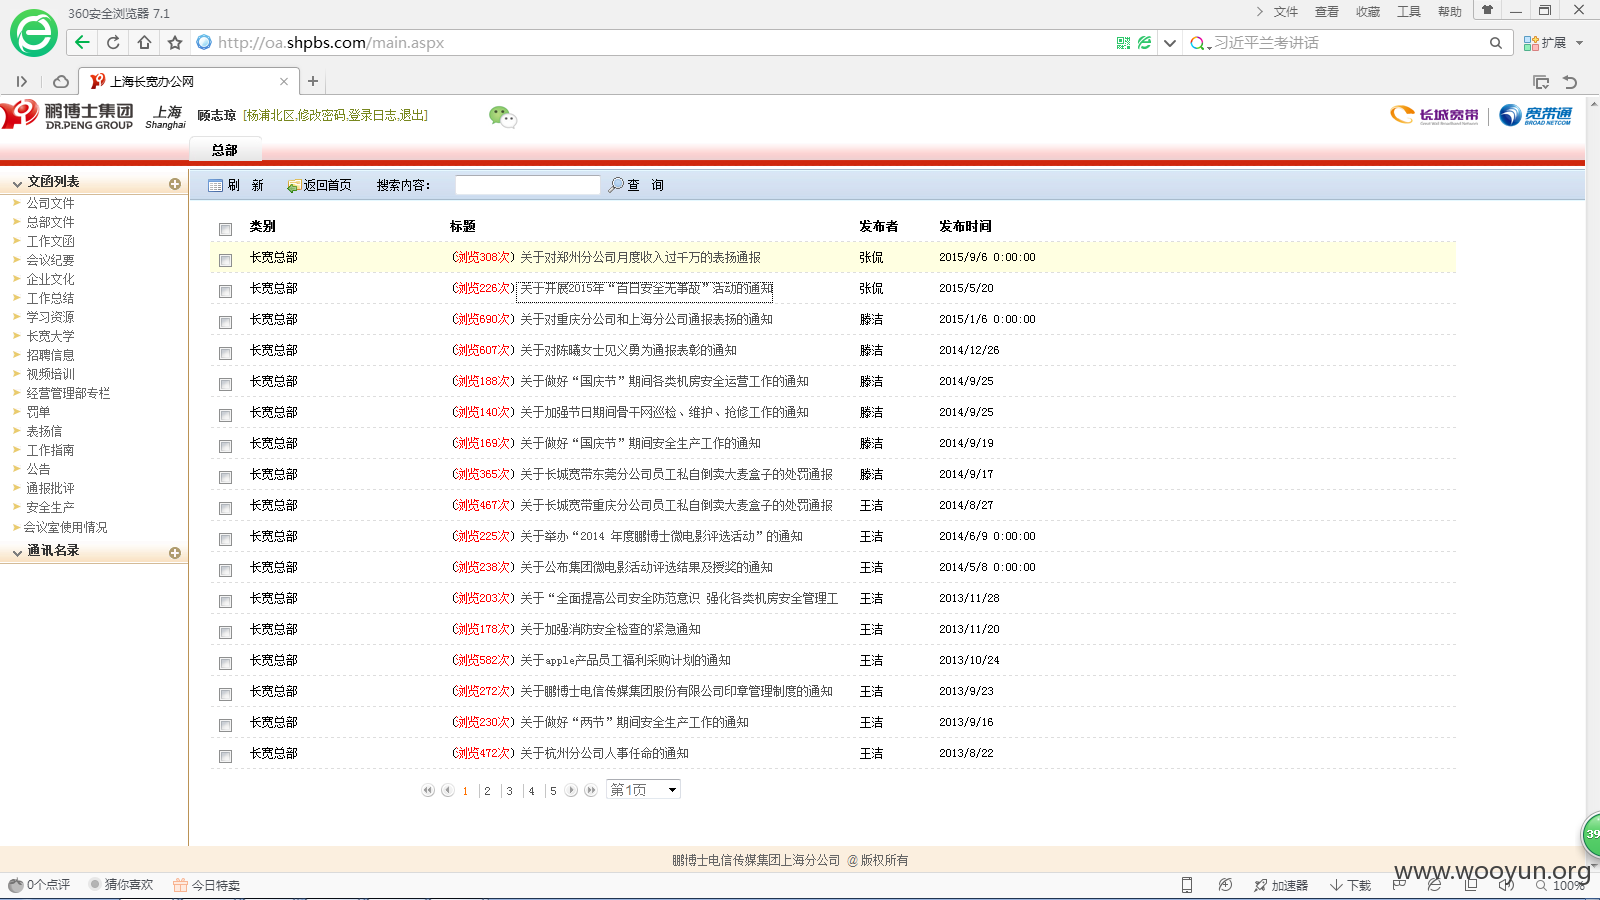 360安全浏览器 7.1
文件 查看 收藏 工具 帮助
http://oa.shpbs.com/main.aspx
习近平兰考讲话
扩展
上海长宽办公网
鹏博士集团
DR.PENG GROUP
上海
Shanghai
顾志琼 [杨浦北区,修改密码,登录日志,退出]
长城宽带
宽带通
BROAD NETCOM
总部
文函列表
公司文件
总部文件
工作文函
会议纪要
企业文化
工作总结
学习资源
长宽大学
招聘信息
视频培训
经营管理部专栏
罚单
表扬信
工作指南
公告
通报批评
安全生产
会议室使用情况
通讯名录
刷 新 返回首页 搜索内容: 查 询
类别 标题 发布者 发布时间
长宽总部 (浏览308次) 关于对郑州分公司月度收入过千万的表扬通报 张侃 2015/9/6 0:00:00
长宽总部 (浏览226次) 关于开展2015年“百日安全无事故”活动的通知 张侃 2015/5/20
长宽总部 (浏览690次) 关于对重庆分公司和上海分公司通报表扬的通知 滕洁 2015/1/6 0:00:00
长宽总部 (浏览607次) 关于对陈曦女士见义勇为通报表彰的通知 滕洁 2014/12/26
长宽总部 (浏览188次) 关于做好“国庆节”期间各类机房安全运营工作的通知 滕洁 2014/9/25
长宽总部 (浏览140次) 关于加强节日期间骨干网巡检、维护、抢修工作的通知 滕洁 2014/9/25
长宽总部 (浏览169次) 关于做好“国庆节”期间安全生产工作的通知 滕洁 2014/9/19
长宽总部 (浏览365次) 关于长城宽带东莞分公司员工私自倒卖大麦盒子的处罚通报 滕洁 2014/9/17
长宽总部 (浏览467次) 关于长城宽带重庆分公司员工私自倒卖大麦盒子的处罚通报 王洁 2014/8/27
长宽总部 (浏览225次) 关于举办“2014 年度鹏博士微电影评选活动”的通知 王洁 2014/6/9 0:00:00
长宽总部 (浏览238次) 关于公布集团微电影活动评选结果及授奖的通知 王洁 2014/5/8 0:00:00
长宽总部 (浏览203次) 关于“全面提高公司安全防范意识 强化各类机房安全管理工 王洁 2013/11/28
长宽总部 (浏览178次) 关于加强消防安全检查的紧急通知 王洁 2013/11/20
长宽总部 (浏览582次) 关于apple产品员工福利采购计划的通知 王洁 2013/10/24
长宽总部 (浏览272次) 关于鹏博士电信传媒集团股份有限公司印章管理制度的通知 王洁 2013/9/23
长宽总部 (浏览230次) 关于做好“两节”期间安全生产工作的通知 王洁 2013/9/16
长宽总部 (浏览472次) 关于杭州分公司人事任命的通知 王洁 2013/8/22
1 2 3 4 5 第1页
39
鹏博士电信传媒集团上海分公司 @版权所有
www.wooyun.org
0个点评 猜你喜欢 今日特卖 加速器 下载 100%